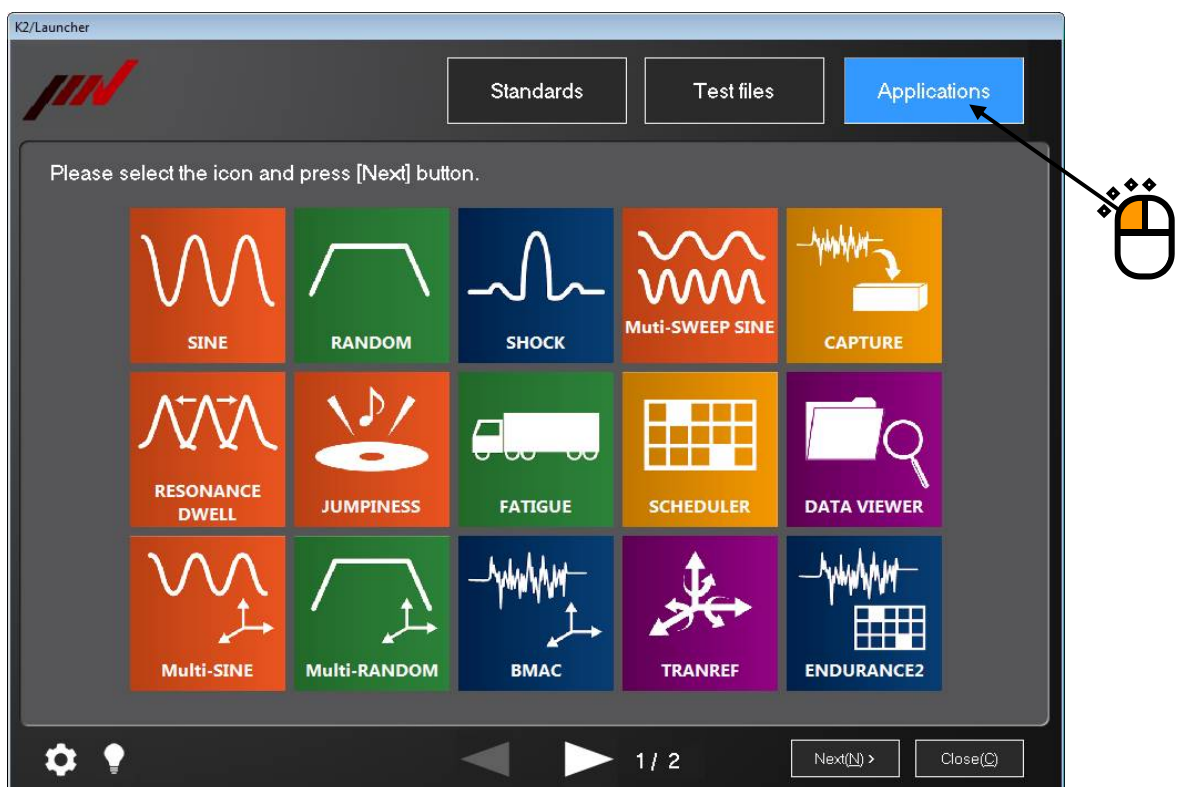 K2/Launcher
Standards
Test files
Applications
Please select the icon and press [Next] button.
SINE
RANDOM
SHOCK
Muti-SWEEP SINE
CAPTURE
RESONANCE
DWELL
JUMPINESS
FATIGUE
SCHEDULER
DATA VIEWER
Multi-SINE
Multi-RANDOM
BMAC
TRANREF
ENDURANCE2
1 / 2
Next(N) >
Close(C)